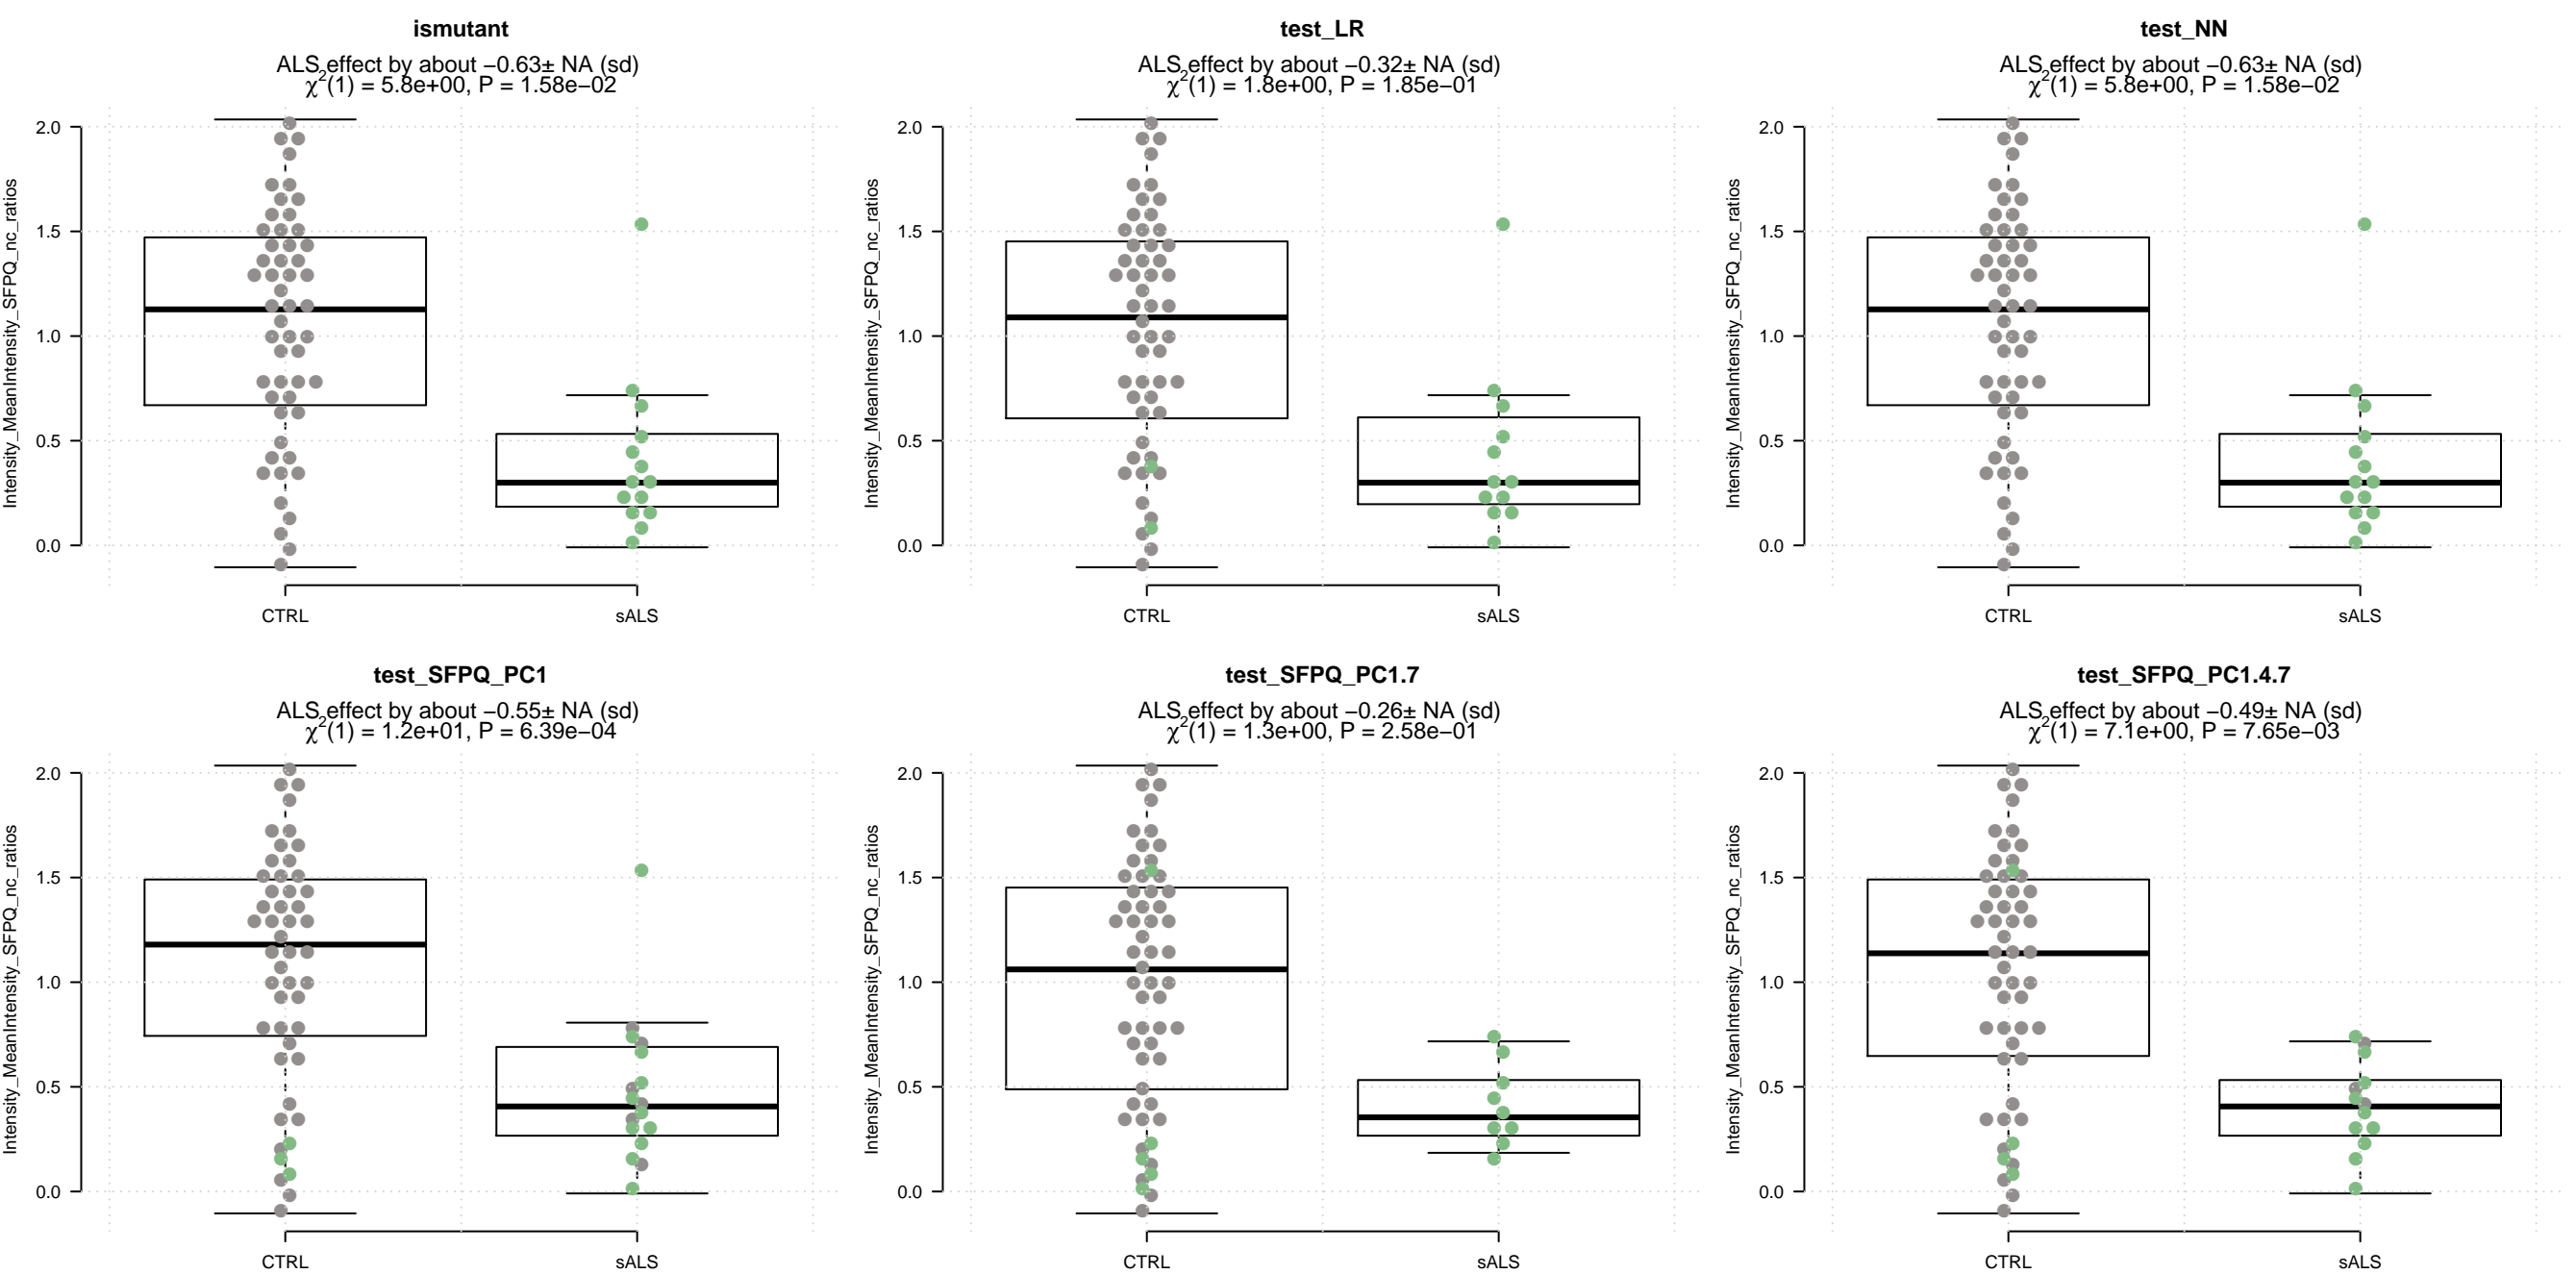 ismutant
ALS effect by about −0.63± NA (sd)
χ²(1) = 5.8e+00, P = 1.58e−02
Intensity_MeanIntensity_SFPQ_nc_ratios
2.0
1.5
1.0
0.5
0.0
CTRL
sALS
test_LR
ALS effect by about −0.32± NA (sd)
χ²(1) = 1.8e+00, P = 1.85e−01
Intensity_MeanIntensity_SFPQ_nc_ratios
2.0
1.5
1.0
0.5
0.0
CTRL
sALS
test_NN
ALS effect by about −0.63± NA (sd)
χ²(1) = 5.8e+00, P = 1.58e−02
Intensity_MeanIntensity_SFPQ_nc_ratios
2.0
1.5
1.0
0.5
0.0
CTRL
sALS
test_SFPQ_PC1
ALS effect by about −0.55± NA (sd)
χ²(1) = 1.2e+01, P = 6.39e−04
Intensity_MeanIntensity_SFPQ_nc_ratios
2.0
1.5
1.0
0.5
0.0
CTRL
sALS
test_SFPQ_PC1.7
ALS effect by about −0.26± NA (sd)
χ²(1) = 1.3e+00, P = 2.58e−01
Intensity_MeanIntensity_SFPQ_nc_ratios
2.0
1.5
1.0
0.5
0.0
CTRL
sALS
test_SFPQ_PC1.4.7
ALS effect by about −0.49± NA (sd)
χ²(1) = 7.1e+00, P = 7.65e−03
Intensity_MeanIntensity_SFPQ_nc_ratios
2.0
1.5
1.0
0.5
0.0
CTRL
sALS